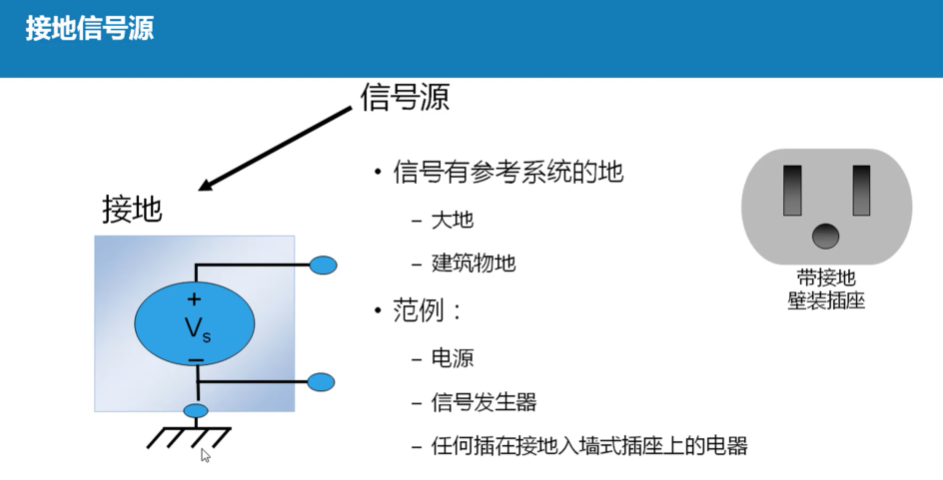 接地信号源
信号源
接地
+
Vs
−
• 信号有参考系统的地
– 大地
– 建筑物地
• 范例：
– 电源
– 信号发生器
– 任何插在接地入墙式插座上的电器
带接地
壁装插座